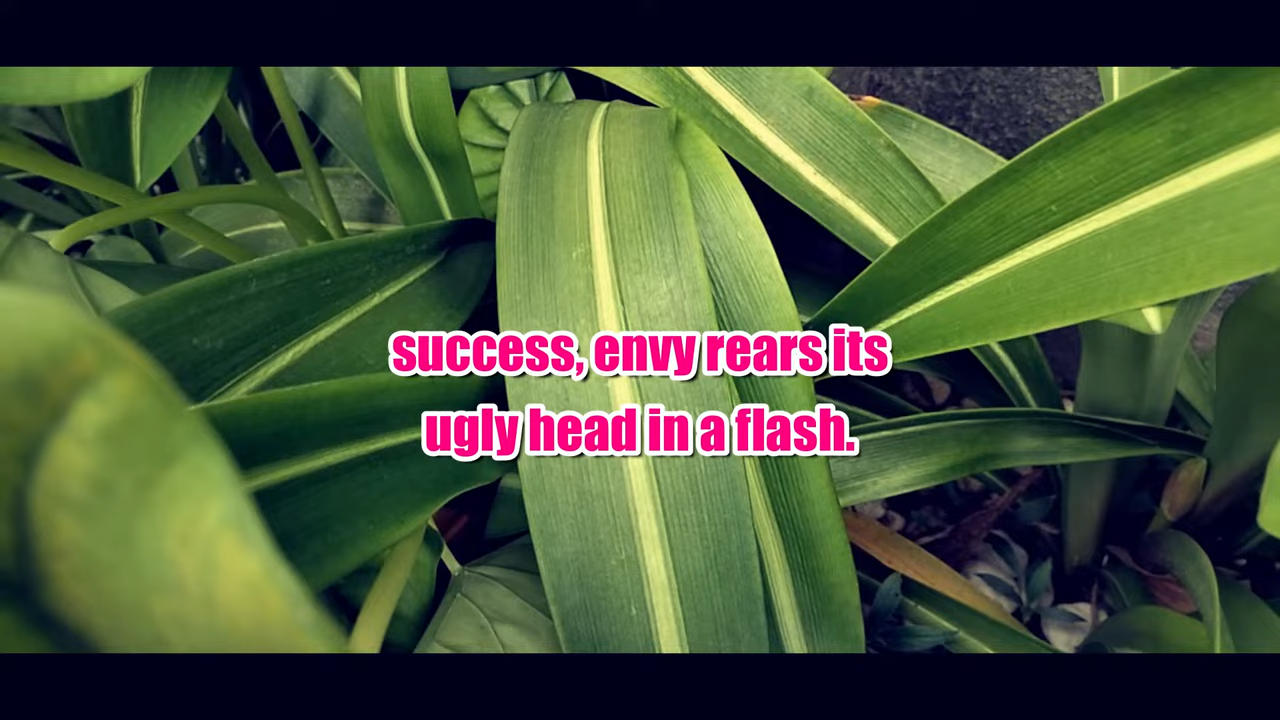 success, envy rears its
ugly head in a flash.